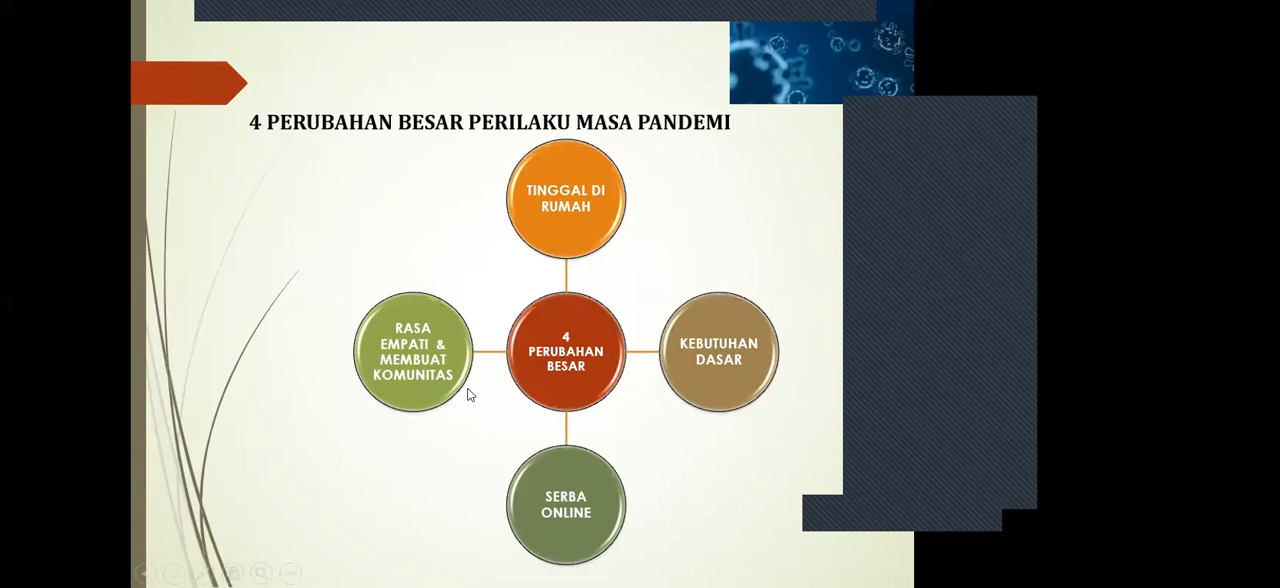 4 PERUBAHAN BESAR PERILAKU MASA PANDEMI
TINGGAL DI
RUMAH
RASA
EMPATI &
MEMBUAT
KOMUNITAS
4
PERUBAHAN
BESAR
KEBUTUHAN
DASAR
SERBA
ONLINE